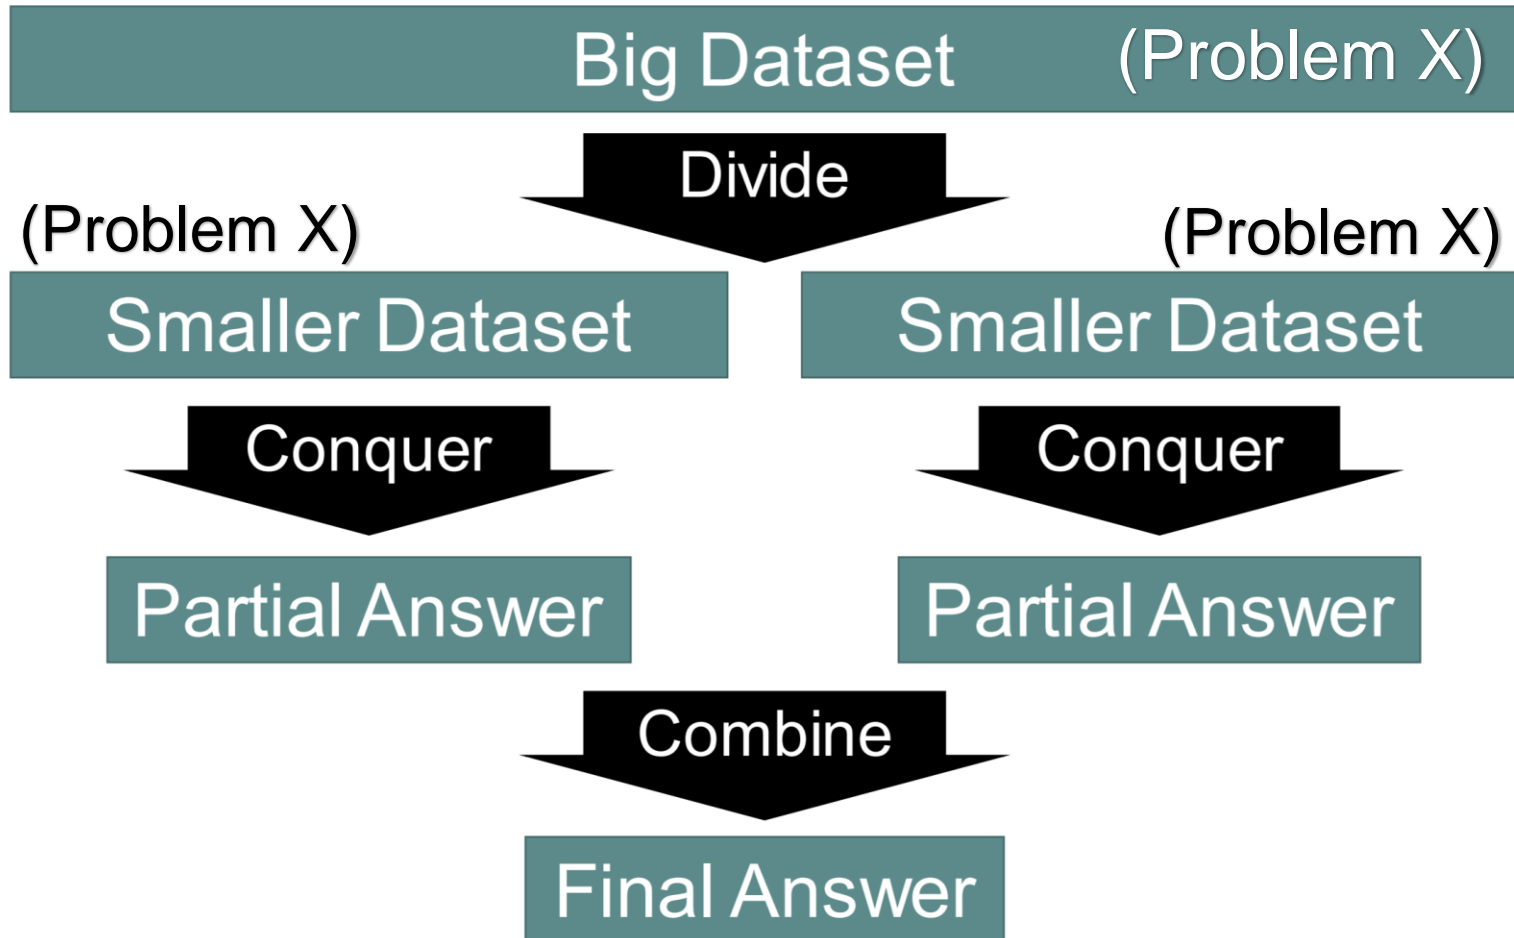 Big Dataset (Problem X)
Divide
(Problem X) (Problem X)
Smaller Dataset Smaller Dataset
Conquer Conquer
Partial Answer Partial Answer
Combine
Final Answer